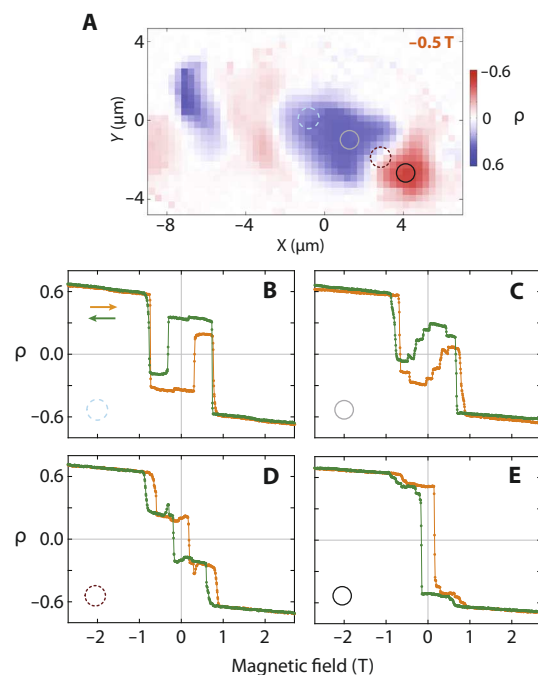 A
–0.5 T
4
0
–4
Y (μm)
–8 –4 0 4
X (μm)
–0.6
0
0.6
ρ
B
C
0.6
0.0
–0.6
ρ
D
E
0.6
0.0
–0.6
ρ
–2 –1 0 1 2
–2 –1 0 1 2
Magnetic field (T)